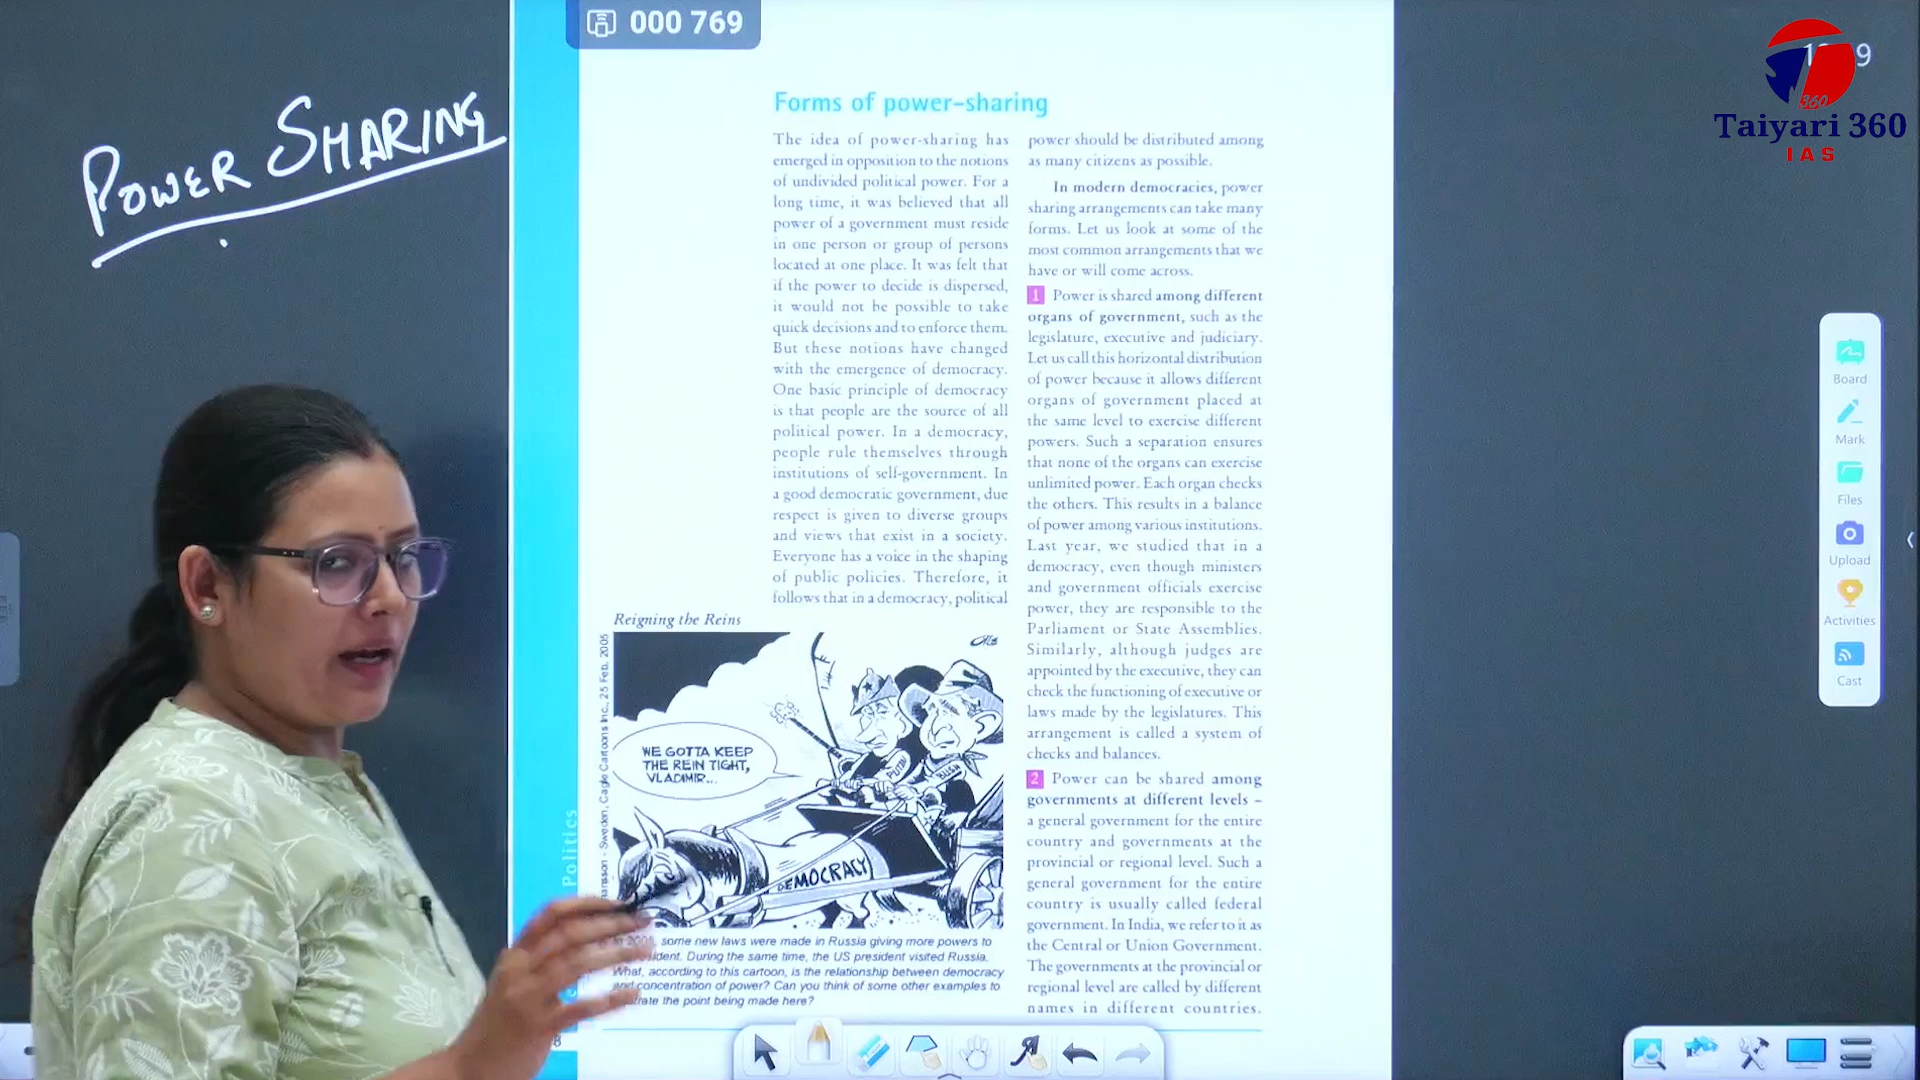 000 769
360
Taiyari 360
IAS
POWER SHARING
Forms of power-sharing
The idea of power-sharing has
emerged in opposition to the notions
of undivided political power. For a
long time, it was believed that all
power of a government must reside
in one person or group of persons
located at one place. It was felt that
if the power to decide is dispersed,
it would not be possible to take
quick decisions and to enforce them.
But these notions have changed
with the emergence of democracy.
One basic principle of democracy
is that people are the source of all
political power. In a democracy,
people rule themselves through
institutions of self-government. In
a good democratic government, due
respect is given to diverse groups
and views that exist in a society.
Everyone has a voice in the shaping
of public policies. Therefore, it
follows that in a democracy, political
power should be distributed among
as many citizens as possible.
In modern democracies, power
sharing arrangements can take many
forms. Let us look at some of the
most common arrangements that we
have or will come across.
1 Power is shared among different
organs of government, such as the
legislature, executive and judiciary.
Let us call this horizontal distribution
of power because it allows different
organs of government placed at
the same level to exercise different
powers. Such a separation ensures
that none of the organs can exercise
unlimited power. Each organ checks
the others. This results in a balance
of power among various institutions.
Last year, we studied that in a
democracy, even though ministers
and government officials exercise
power, they are responsible to the
Parliament or State Assemblies.
Similarly, although judges are
appointed by the executive, they can
check the functioning of executive or
laws made by the legislatures. This
arrangement is called a system of
checks and balances.
2 Power can be shared among
governments at different levels –
a general government for the entire
country and governments at the
provincial or regional level. Such a
general government for the entire
country is usually called federal
government. In India, we refer to it as
the Central or Union Government.
The governments at the provincial or
regional level are called by different
names in different countries.
Reigning the Reins
- Sweden, Cagle Cartoons Inc., 25 Feb. 2005
WE GOTTA KEEP
THE REIN TIGHT,
VLADIMIR...
PUTIN
BUSH
DEMOCRACY
some new laws were made in Russia giving more powers to
During the same time, the US president visited Russia.
What, according to this cartoon, is the relationship between democracy
and concentration of power? Can you think of some other examples to
the point being made here?
Politics
8
Board
Mark
Files
Upload
Activities
Cast